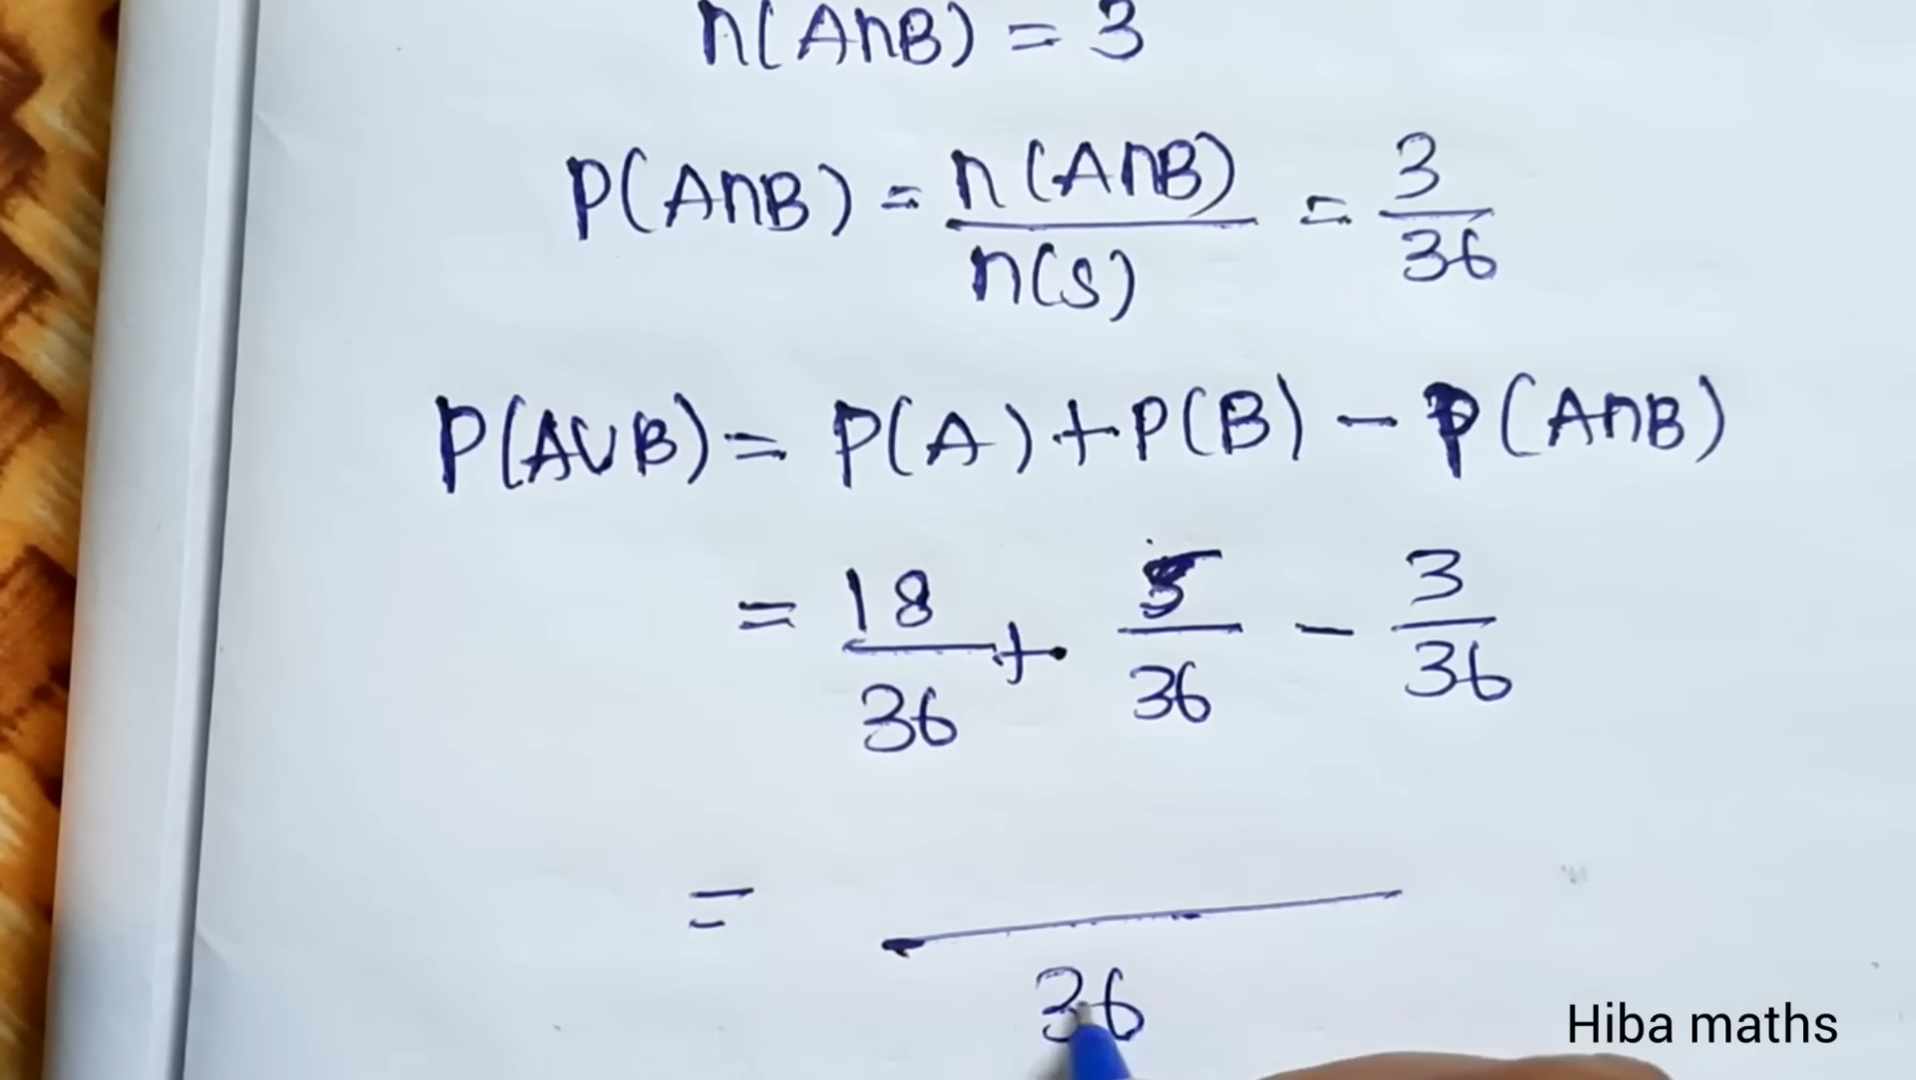 n(A∩B) = 3
P(A∩B) = n(A∩B) / n(S) = 3/36
P(A∪B) = P(A) + P(B) - P(A∩B)
= 18/36 + 5/36 - 3/36
= /36
Hiba maths